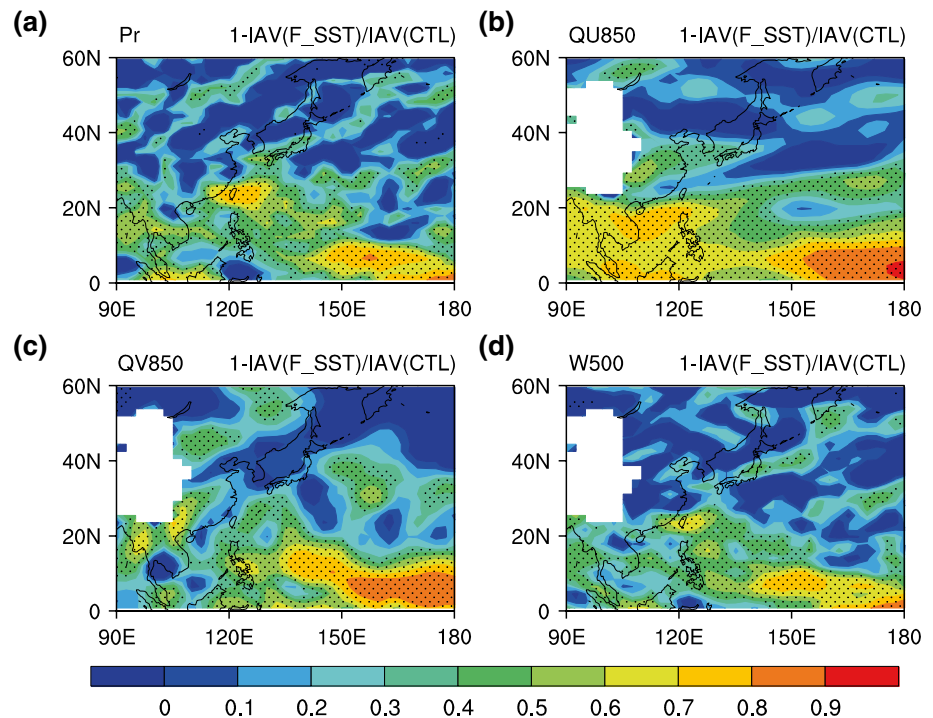 (a) Pr 1-IAV(F_SST)/IAV(CTL)
60N
40N
20N
0
90E 120E 150E 180
(b) QU850 1-IAV(F_SST)/IAV(CTL)
60N
40N
20N
0
90E 120E 150E 180
(c) QV850 1-IAV(F_SST)/IAV(CTL)
60N
40N
20N
0
90E 120E 150E 180
(d) W500 1-IAV(F_SST)/IAV(CTL)
60N
40N
20N
0
90E 120E 150E 180
0 0.1 0.2 0.3 0.4 0.5 0.6 0.7 0.8 0.9